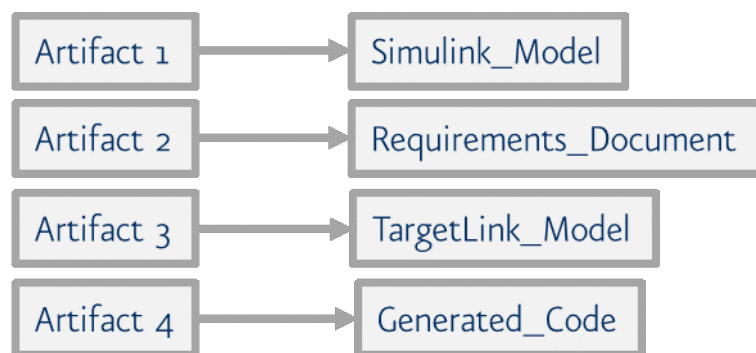 Artifact 1
Simulink_Model
Artifact 2
Requirements_Document
Artifact 3
TargetLink_Model
Artifact 4
Generated_Code